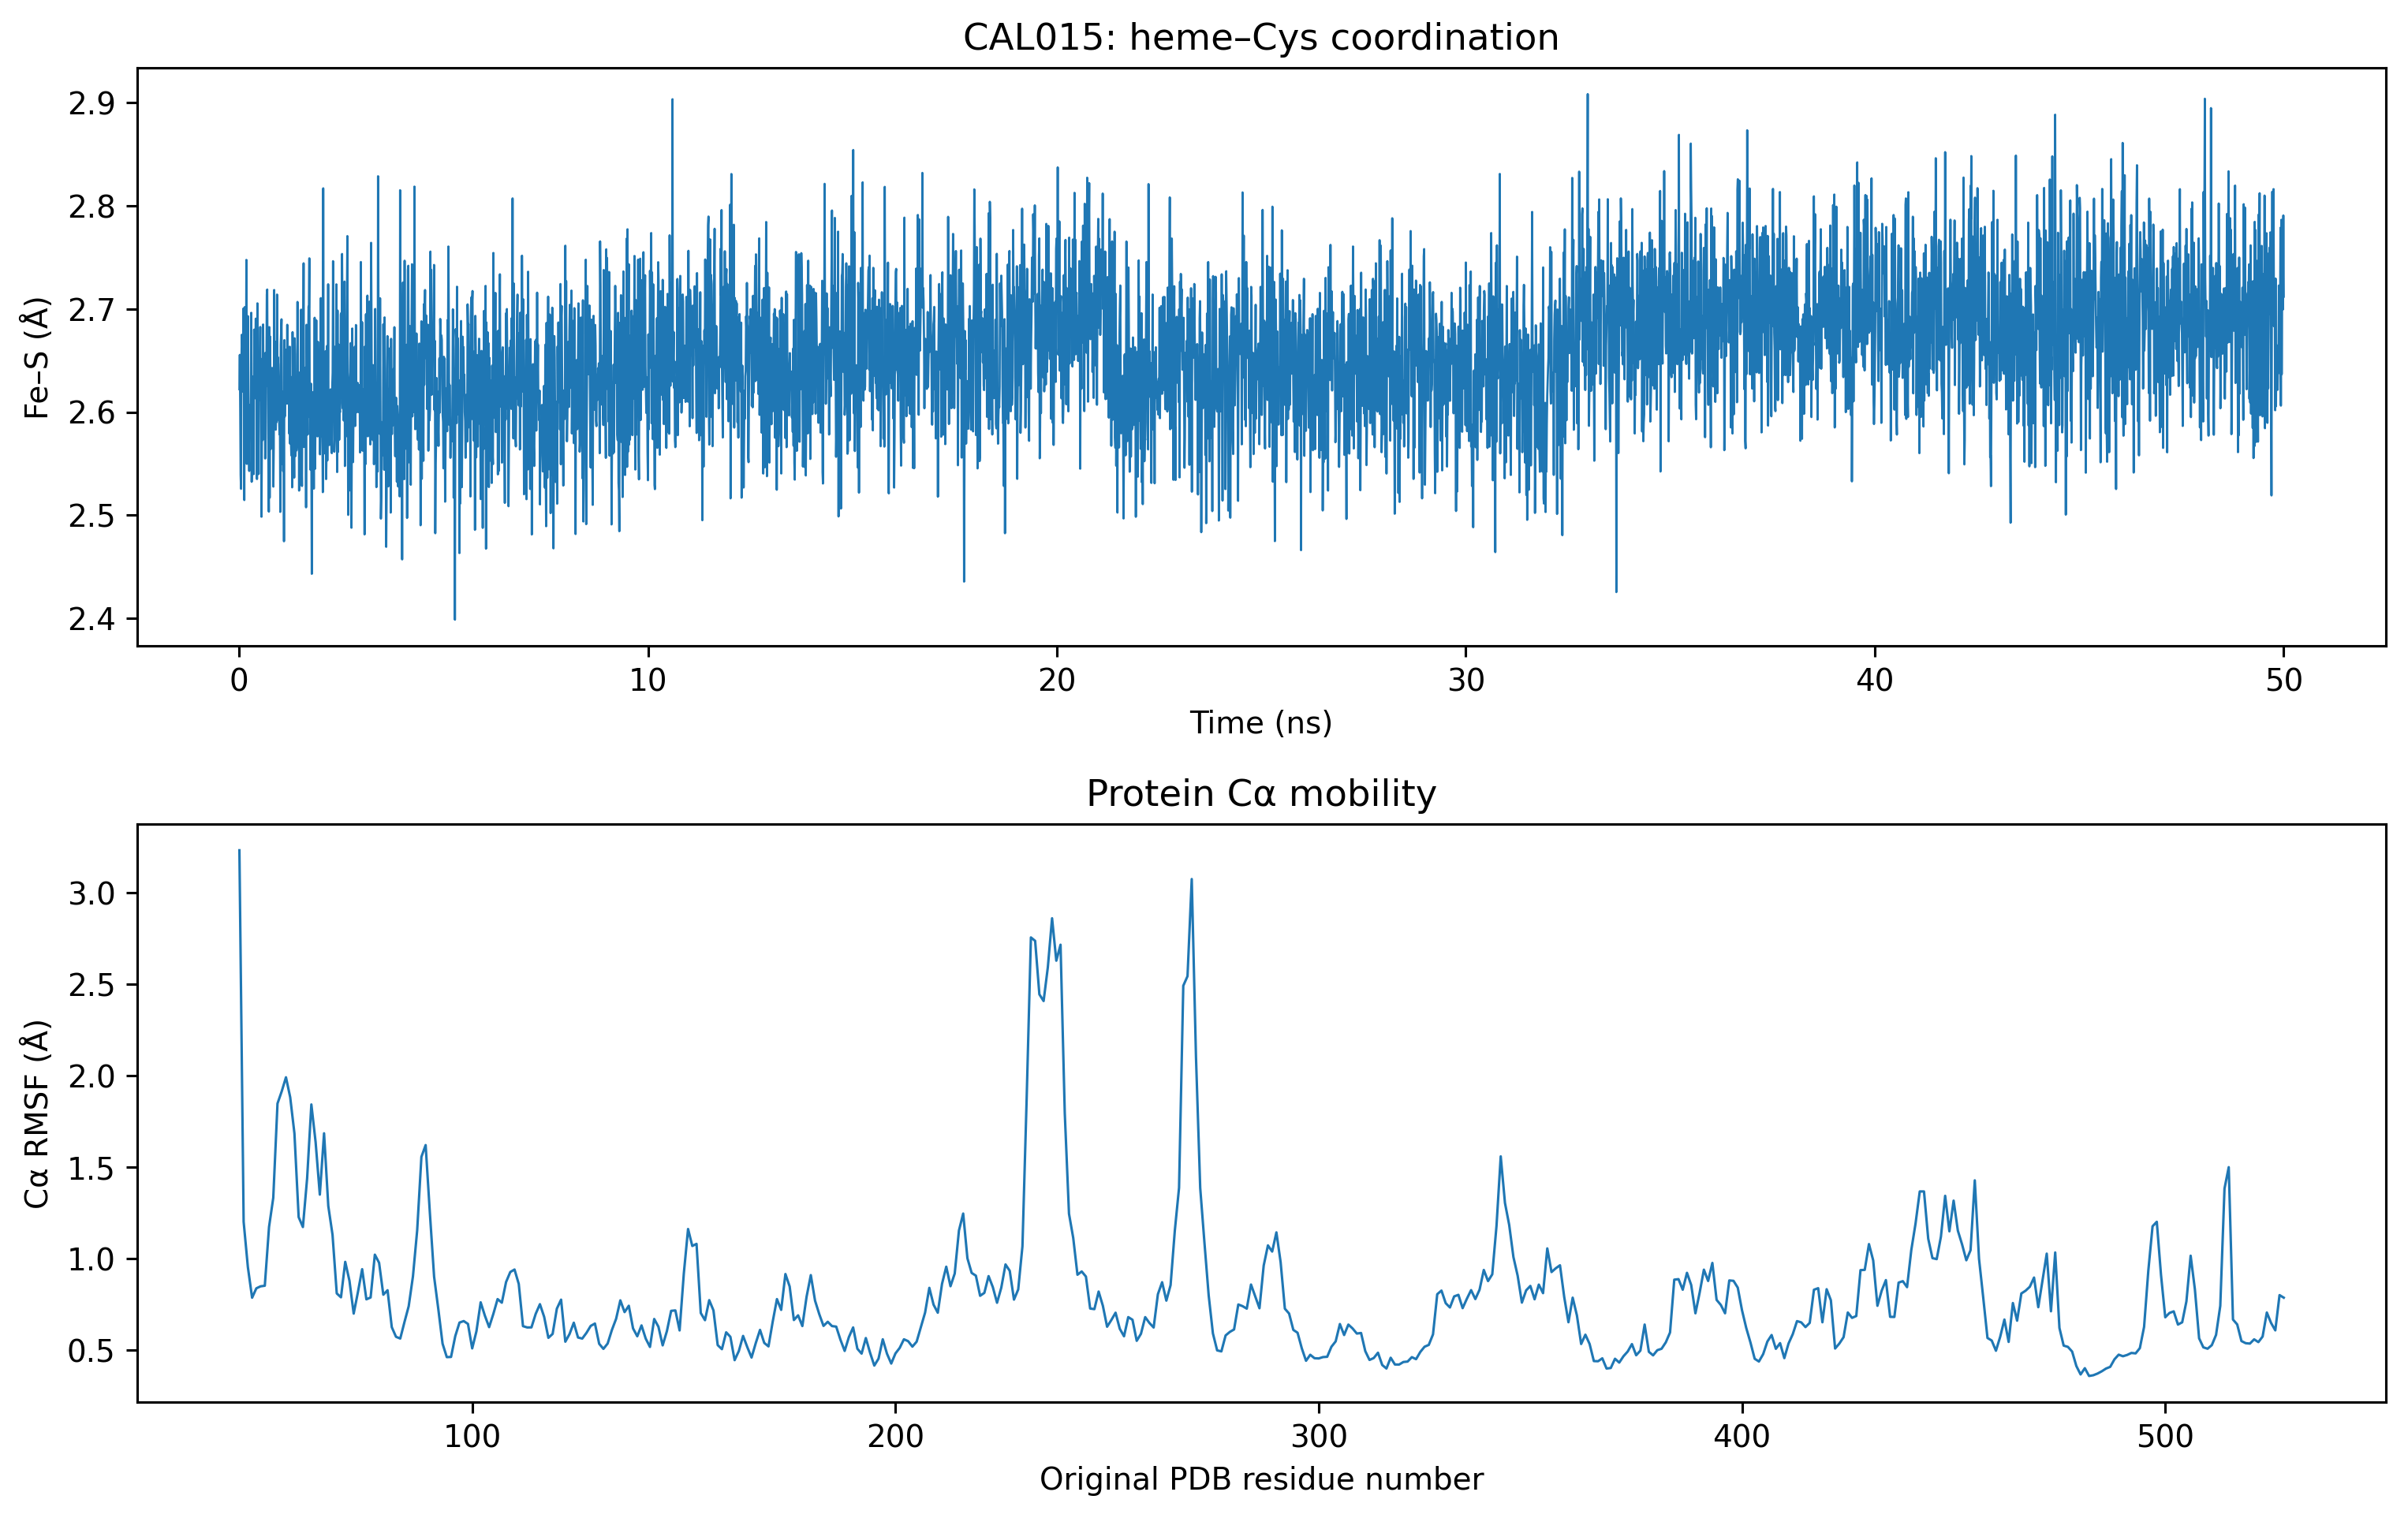 CAL015: heme–Cys coordination
2.9
2.8
2.7
2.6
2.5
2.4
Fe–S (Å)
0 10 20 30 40 50
Time (ns)
Protein Cα mobility
3.0
2.5
2.0
1.5
1.0
0.5
Cα RMSF (Å)
100 200 300 400 500
Original PDB residue number